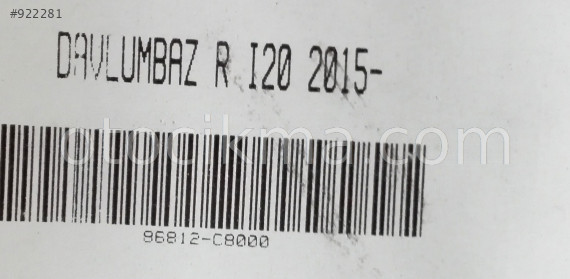 #922281
DAVLUMBAZ R I20 2015-
otocikma.com
86812-C8000